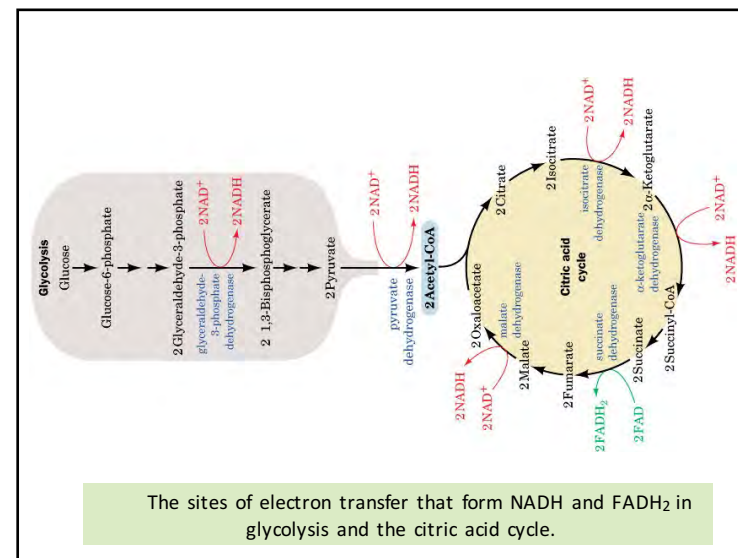 Glycolysis
Glucose
Glucose-6-phosphate
2 Glyceraldehyde-3-phosphate
glyceraldehyde-
3-phosphate
dehydrogenase
2NAD⁺
2NADH
2 1,3-Bisphosphoglycerate
2 Pyruvate
pyruvate
dehydrogenase
2NAD⁺
2NADH
2 Acetyl-CoA
2 Oxaloacetate
2 Citrate
2 Isocitrate
isocitrate
dehydrogenase
2NAD⁺
2NADH
2 α-Ketoglutarate
α-ketoglutarate
dehydrogenase
2NAD⁺
2NADH
2 Succinyl-CoA
2 Succinate
succinate
dehydrogenase
2FAD
2FADH₂
2 Fumarate
2 Malate
malate
dehydrogenase
2NAD⁺
2NADH
Citric acid
cycle
The sites of electron transfer that form NADH and FADH₂ in
glycolysis and the citric acid cycle.